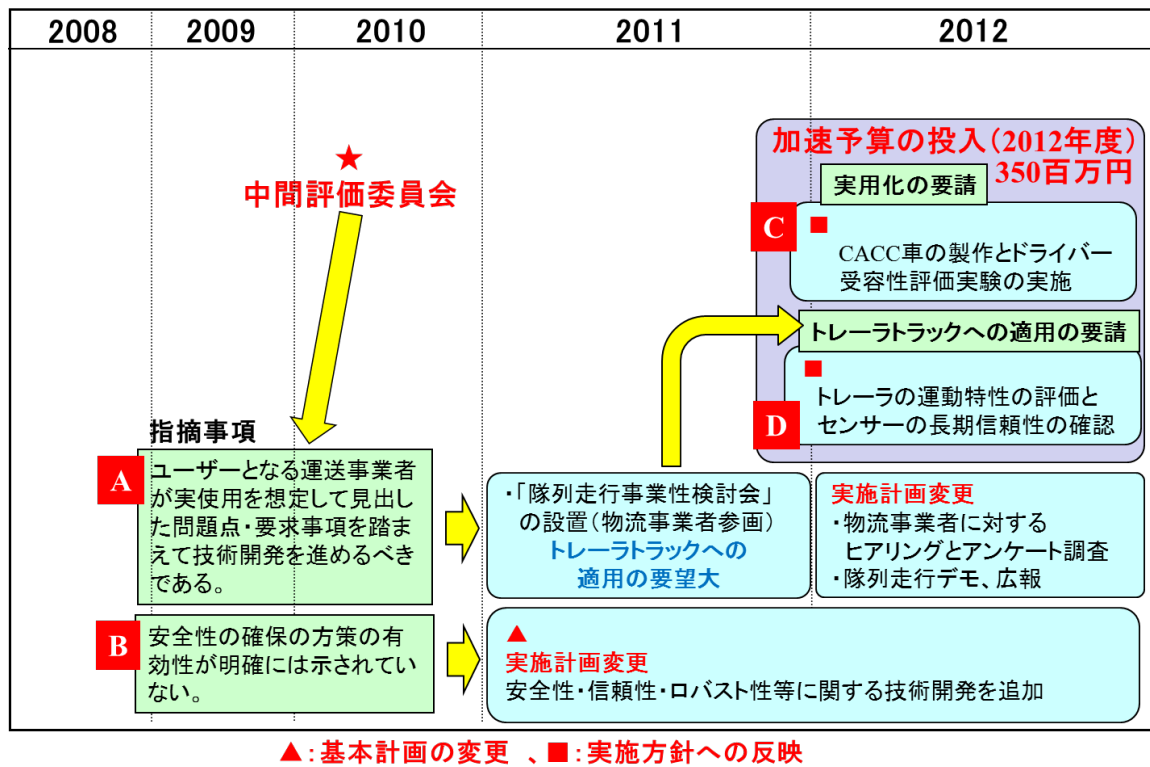 2008 2009 2010 2011 2012
★
中間評価委員会
加速予算の投入(2012年度)
350百万円
実用化の要請
C
■
CACC車の製作とドライバー
受容性評価実験の実施
トレーラトラックへの適用の要請
■
D
トレーラの運動特性の評価と
センサーの長期信頼性の確認
指摘事項
A
ユーザーとなる運送事業者
が実使用を想定して見出し
た問題点・要求事項を踏ま
えて技術開発を進めるべき
である。
・「隊列走行事業性検討会」
の設置(物流事業者参画)
トレーラトラックへの
適用の要望大
実施計画変更
・物流事業者に対する
ヒアリングとアンケート調査
・隊列走行デモ、広報
B
安全性の確保の方策の有
効性が明確には示されてい
ない。
▲
実施計画変更
安全性・信頼性・ロバスト性等に関する技術開発を追加
▲:基本計画の変更 、■:実施方針への反映